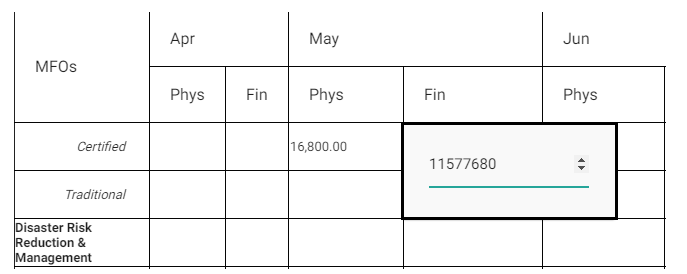 Apr May Jun
MFOs
Phys Fin Phys Fin Phys
Certified 16,800.00
11577680
Traditional
Disaster Risk
Reduction &
Management